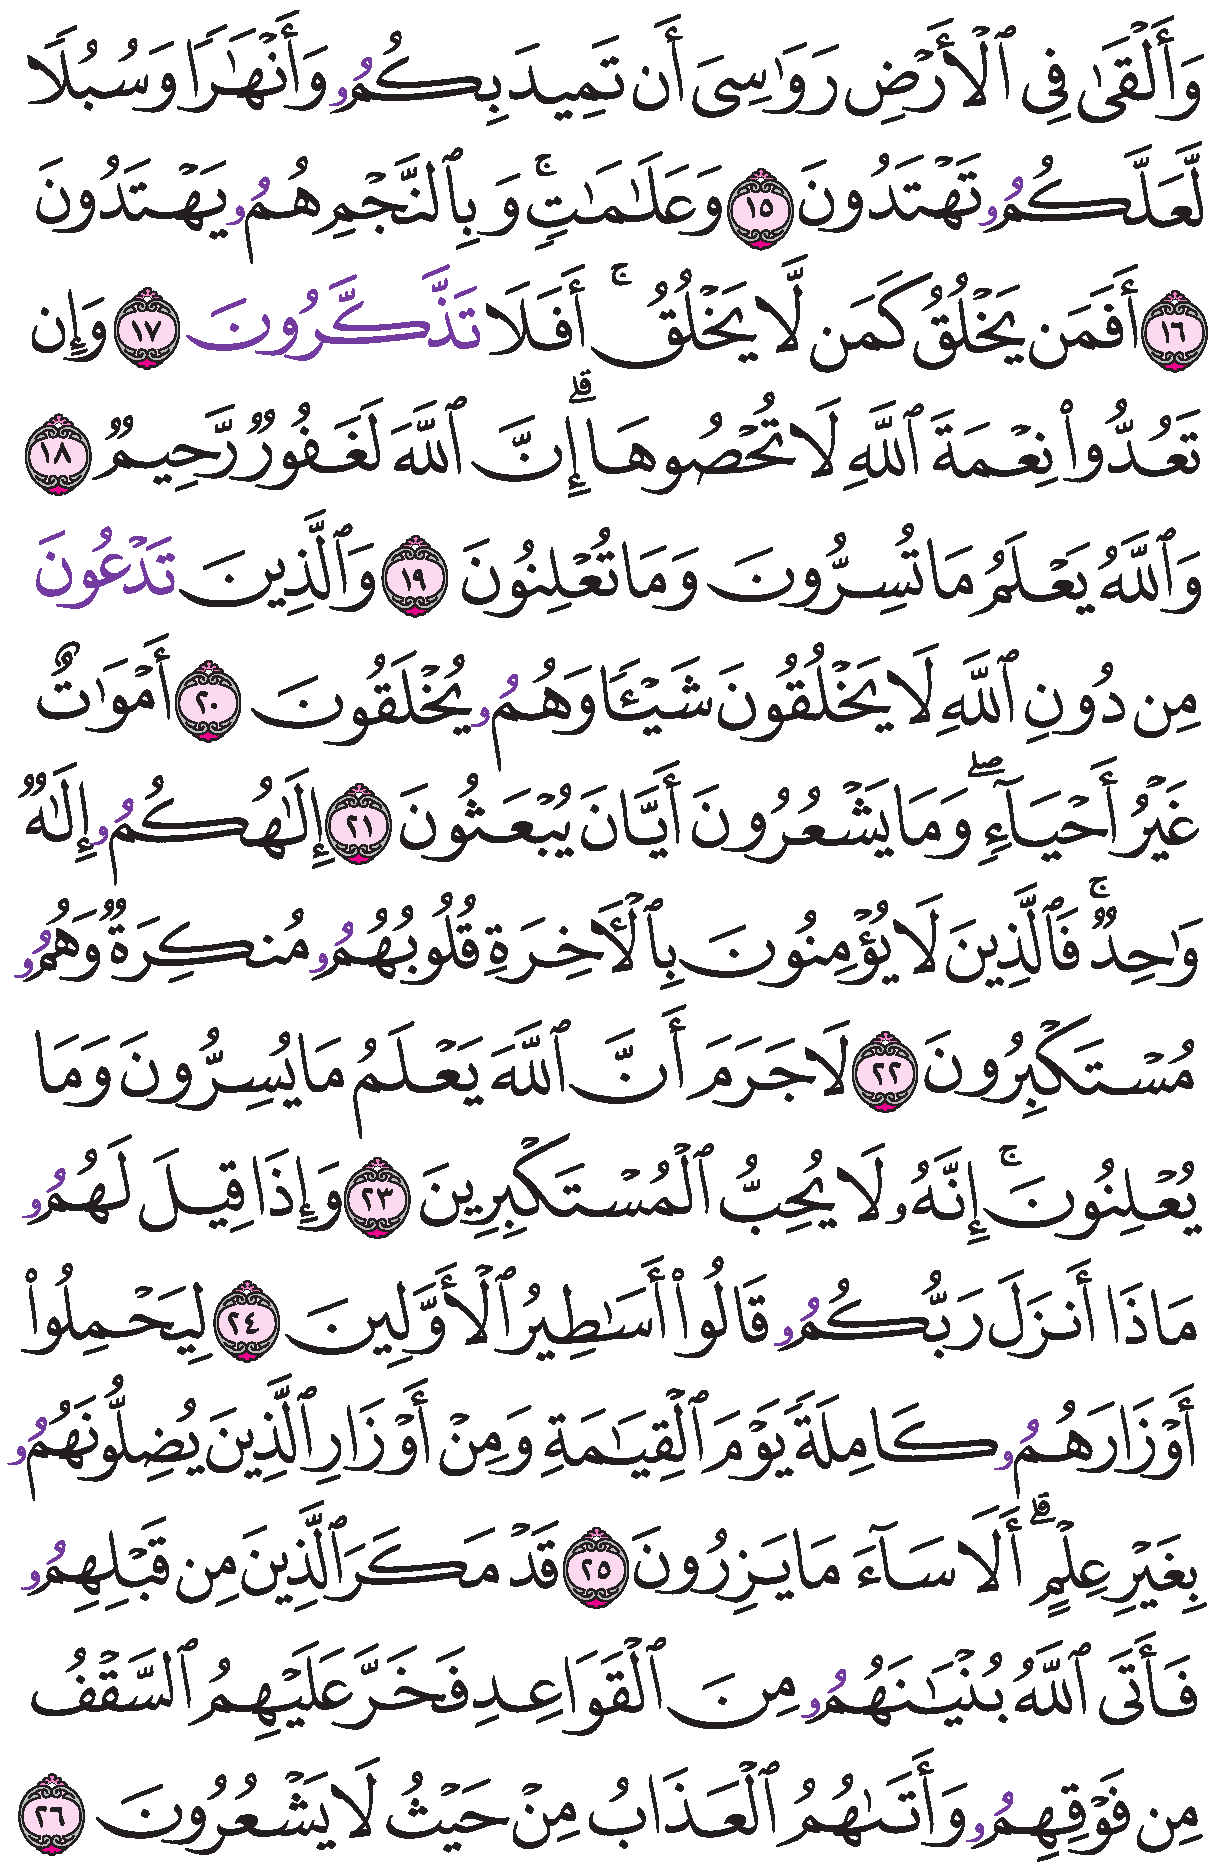 وَأَلۡقَىٰ فِي ٱلۡأَرۡضِ رَوَٰسِيَ أَن تَمِيدَ بِكُمُۥ وَأَنۡهَٰرٗا وَسُبُلٗا
لَّعَلَّكُمُۥ تَهۡتَدُونَ ١٥ وَعَلَٰمَٰتٖۚ وَبِٱلنَّجۡمِ هُمُۥ يَهۡتَدُونَ
١٦ أَفَمَن يَخۡلُقُ كَمَن لَّا يَخۡلُقُۚ أَفَلَا تَذَّكَّرُونَ ١٧ وَإِن
تَعُدُّواْ نِعۡمَةَ ٱللَّهِ لَا تُحۡصُوهَاۗ إِنَّ ٱللَّهَ لَغَفُورٞ رَّحِيمٞ ١٨
وَٱللَّهُ يَعۡلَمُ مَا تُسِرُّونَ وَمَا تُعۡلِنُونَ ١٩ وَٱلَّذِينَ تَدۡعُونَ
مِن دُونِ ٱللَّهِ لَا يَخۡلُقُونَ شَيۡـٔٗا وَهُمُۥ يُخۡلَقُونَ ٢٠ أَمۡوَٰتٌ
غَيۡرُ أَحۡيَآءٖۖ وَمَا يَشۡعُرُونَ أَيَّانَ يُبۡعَثُونَ ٢١ إِلَٰهُكُمُۥ إِلَٰهٞ
وَٰحِدٞۚ فَٱلَّذِينَ لَا يُؤۡمِنُونَ بِٱلۡأٓخِرَةِ قُلُوبُهُمُۥ مُنكِرَةٞ وَهُمُۥ
مُسۡتَكۡبِرُونَ ٢٢ لَا جَرَمَ أَنَّ ٱللَّهَ يَعۡلَمُ مَا يُسِرُّونَ وَمَا
يُعۡلِنُونَۚ إِنَّهُۥ لَا يُحِبُّ ٱلۡمُسۡتَكۡبِرِينَ ٢٣ وَإِذَا قِيلَ لَهُمُۥ
مَاذَا أَنزَلَ رَبُّكُمُۥ قَالُواْ أَسَٰطِيرُ ٱلۡأَوَّلِينَ ٢٤ لِيَحۡمِلُواْ
أَوۡزَارَهُمُۥ كَامِلَةٗ يَوۡمَ ٱلۡقِيَٰمَةِ وَمِنۡ أَوۡزَارِ ٱلَّذِينَ يُضِلُّونَهُمُۥ
بِغَيۡرِ عِلۡمٍۗ أَلَا سَآءَ مَا يَزِرُونَ ٢٥ قَدۡ مَكَرَ ٱلَّذِينَ مِن قَبۡلِهِمُۥ
فَأَتَى ٱللَّهُ بُنۡيَٰنَهُمُۥ مِنَ ٱلۡقَوَاعِدِ فَخَرَّ عَلَيۡهِمُ ٱلسَّقۡفُ
مِن فَوۡقِهِمُۥ وَأَتَىٰهُمُ ٱلۡعَذَابُ مِنۡ حَيۡثُ لَا يَشۡعُرُونَ ٢٦